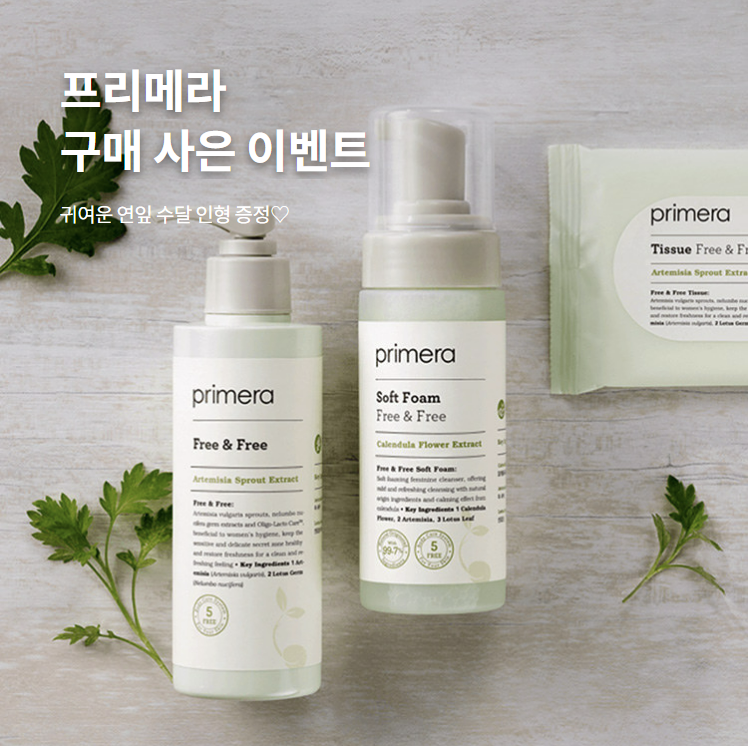 프리메라
구매 사은 이벤트
귀여운 연잎 수달 인형 증정♡
primera
Free & Free
Artemisia Sprout Extract
Free & Free:
Artemisia vulgaris sprouts, nelumbo nu-
cifera germ extracts and Oligo-Lacto Care™,
beneficial to women's hygiene, keep the
sensitive and delicate secret zone healthy
and restore freshness for a clean and re-
freshing feeling • Key Ingredients 1 Art-
emisia (Artemisia vulgaris), 2 Lotus Germ
(Nelumbo nucifera)
5
FREE
primera
Soft Foam
Free & Free
Calendula Flower Extract
Free & Free Soft Foam:
Soft foaming feminine cleanser, offering
mild and refreshing cleansing with natural
origin ingredients and calming effect from
calendula • Key Ingredients 1 Calendula
Flower, 2 Artemisia, 3 Lotus Leaf
99.7%
5
FREE
primera
Tissue Free & Fr
Artemisia Sprout Extra
Free & Free Tissue:
Artemisia vulgaris sprouts, nelumbo nu
beneficial to women's hygiene, keep the
and restore freshness for a clean and re
misia (Artemisia vulgaris), 2 Lotus Germ